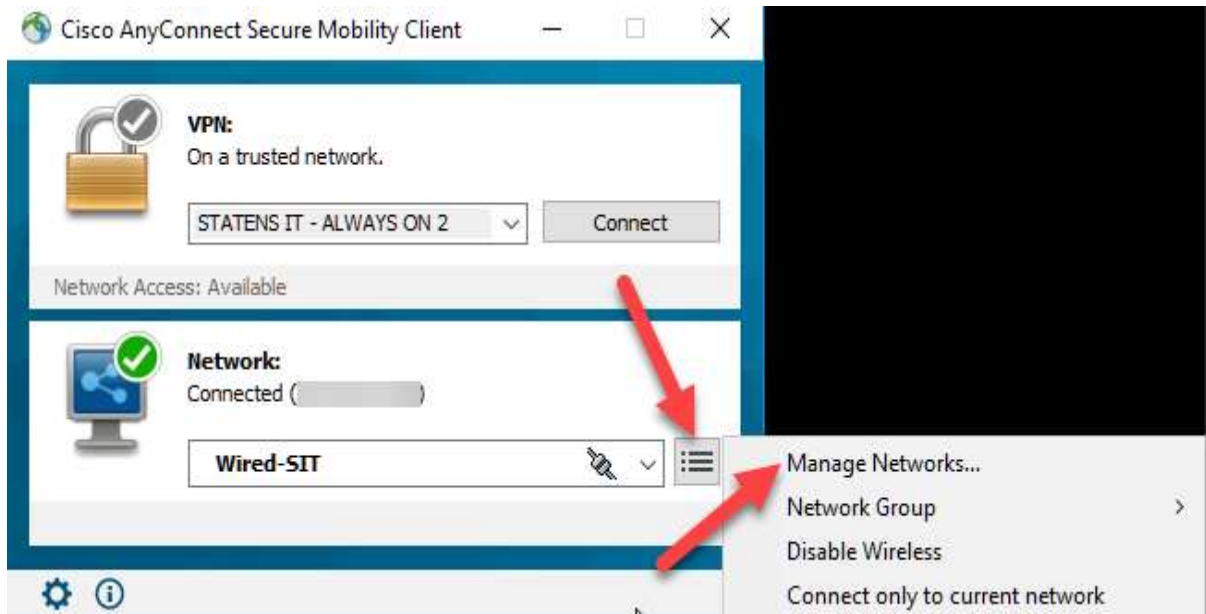 Cisco AnyConnect Secure Mobility Client
VPN:
On a trusted network.
STATENS IT - ALWAYS ON 2
Connect
Network Access: Available
Network:
Connected ( )
Wired-SIT
Manage Networks...
Network Group
Disable Wireless
Connect only to current network